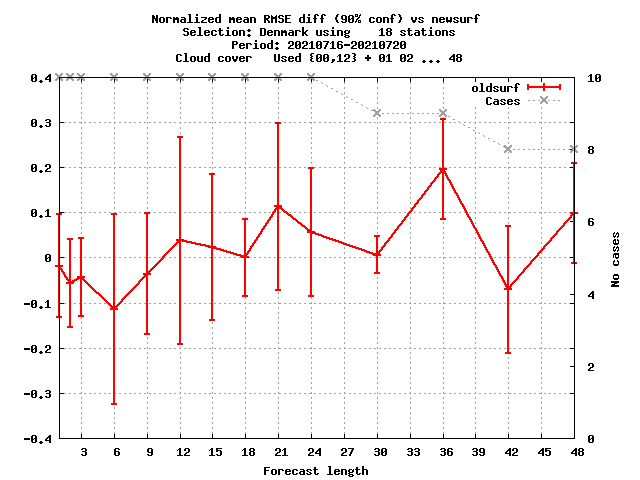 Normalized mean RMSE diff (90% conf) vs newsurf
Selection: Denmark using    18 stations
Period: 20210716-20210720
Cloud cover   Used {00,12} + 01 02 ... 48
oldsurf
Cases
0.4
0.3
0.2
0.1
0
-0.1
-0.2
-0.3
-0.4
10
8
6
4
2
0
No cases
3 6 9 12 15 18 21 24 27 30 33 36 39 42 45 48
Forecast length